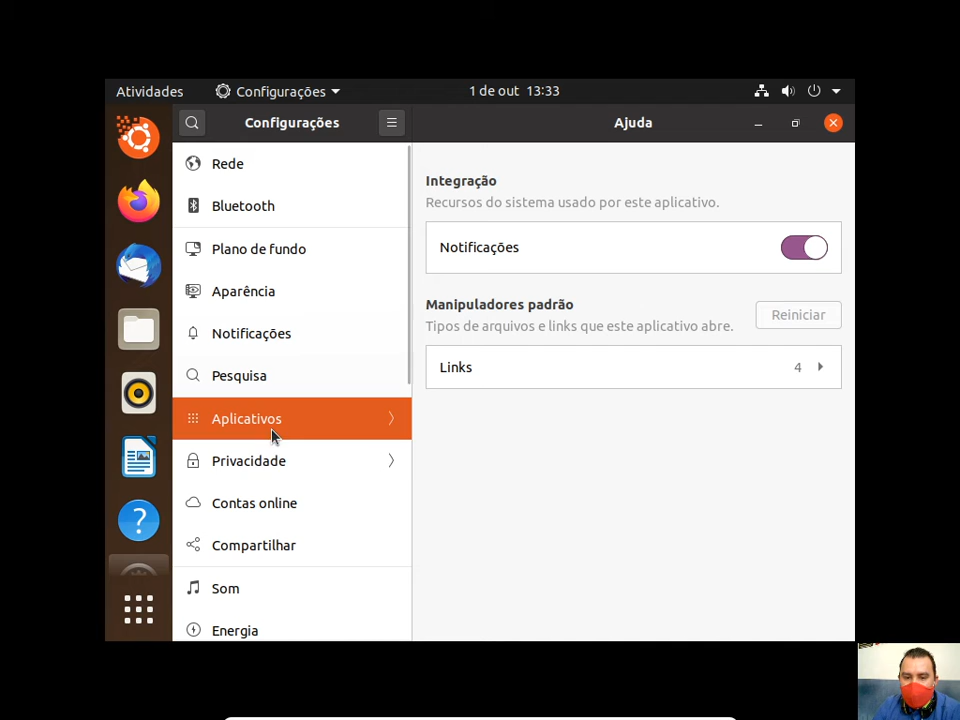 Atividades
Configurações
1 de out 13:33
Configurações
Ajuda
Rede
Bluetooth
Plano de fundo
Aparência
Notificações
Pesquisa
Aplicativos
Privacidade
Contas online
Compartilhar
Som
Energia
Integração
Recursos do sistema usado por este aplicativo.
Notificações
Manipuladores padrão
Tipos de arquivos e links que este aplicativo abre.
Reiniciar
Links 4